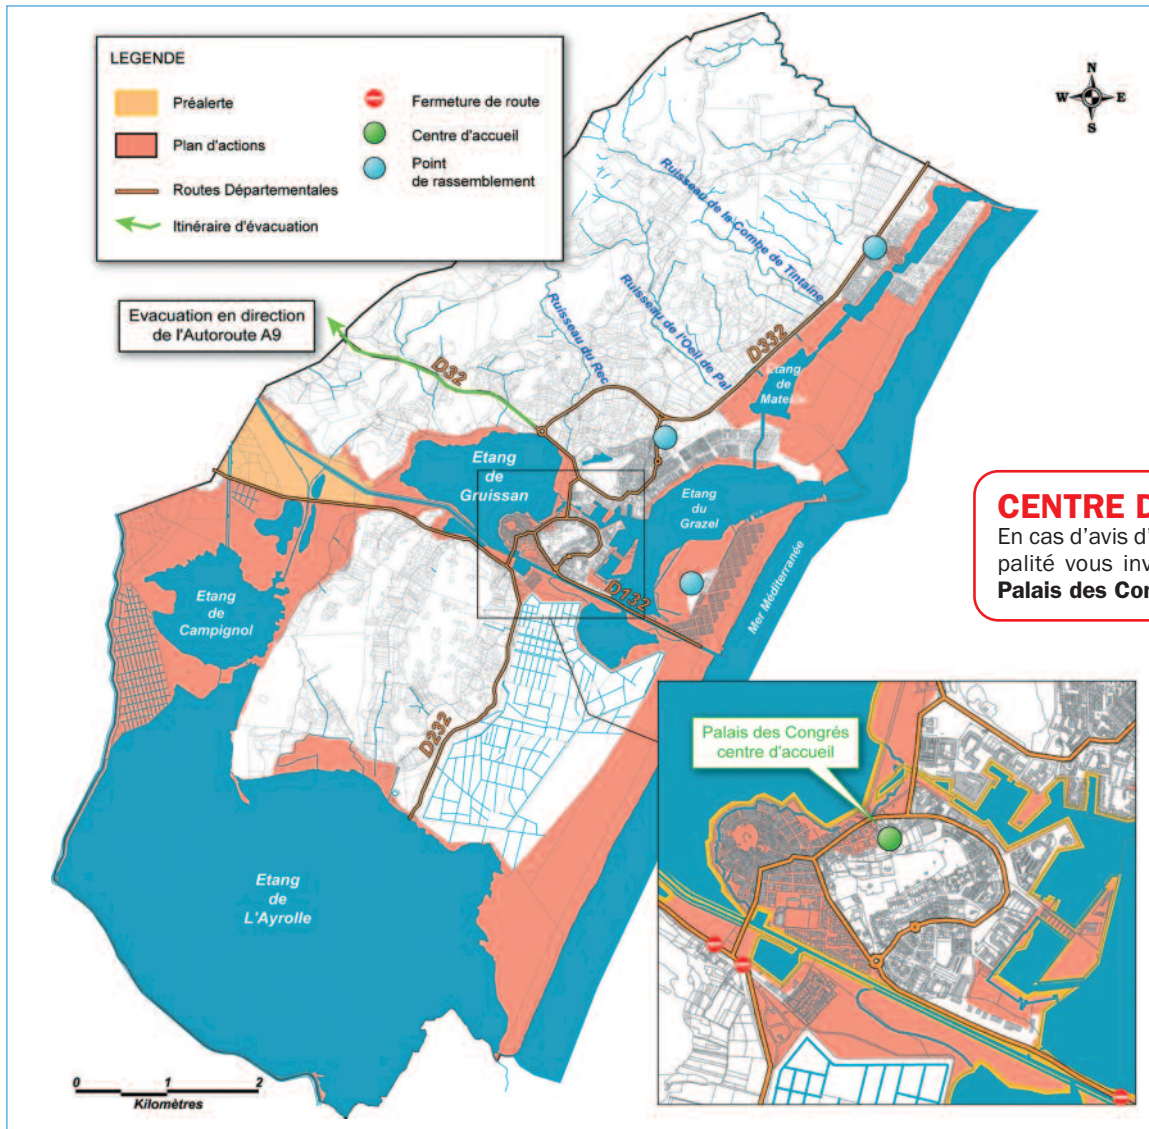 LEGENDE
Préalerte
Plan d'actions
Routes Départementales
Itinéraire d'évacuation
Fermeture de route
Centre d'accueil
Point
de rassemblement
N
W E
S
Evacuation en direction
de l'Autoroute A9
Ruisseau de la Combe de Tintaine
Ruisseau de l'Oeil de Pal
Ruisseau du Rec
D332
D32
Etang
de
Etang
de
Gruissan
Etang
du
Grazel
Mer Méditerranée
D132
Etang
de
Campignol
D232
Etang
de
L'Ayrolle
CENTRE D
En cas d'avis d'
palité vous inv
Palais des Con
Palais des Congrés
centre d'accueil
0 1 2
Kilomètres